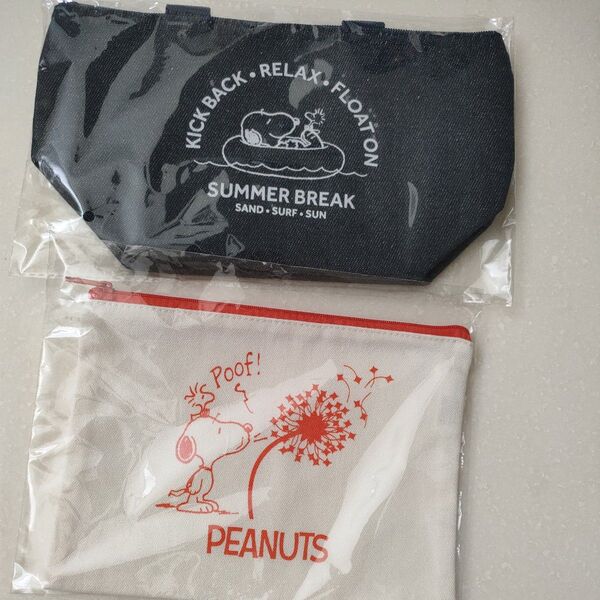 KICK BACK • RELAX • FLOAT ON
SUMMER BREAK
SAND • SURF • SUN
Poof!
PEANUTS